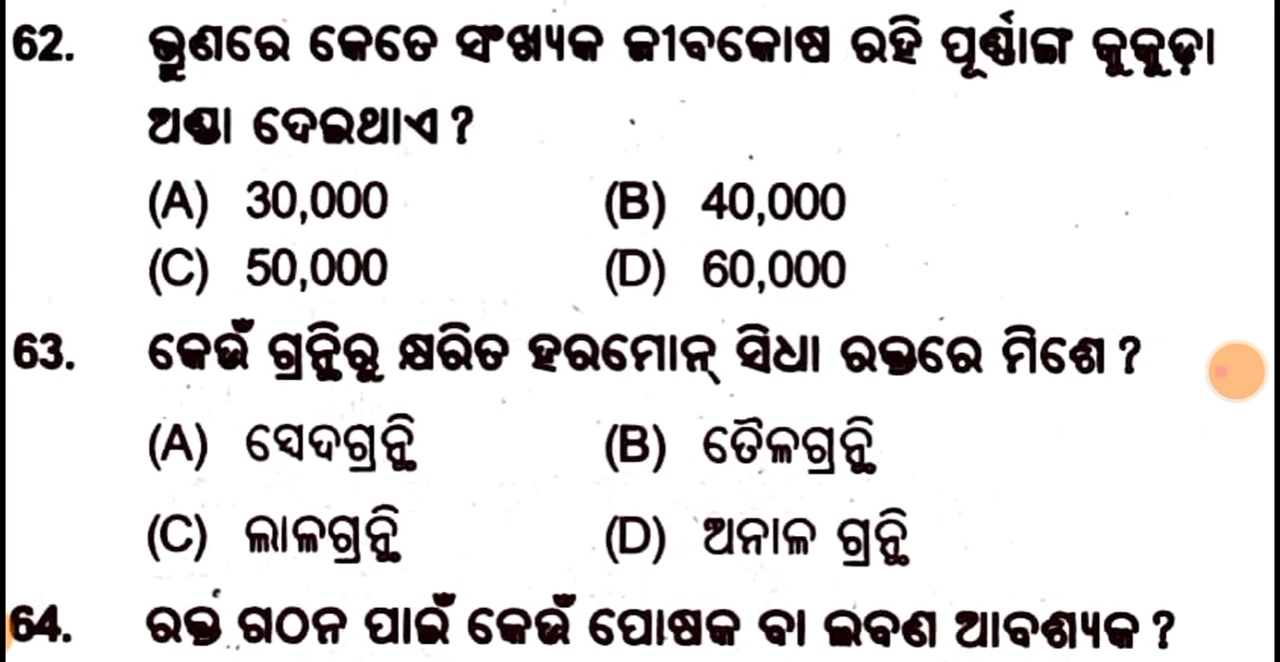 62. ଭ୍ରୁଣରେ କେତେ ସଂଖ୍ୟକ ଜୀବକୋଷ ରହି ପୂର୍ଣ୍ଣାଙ୍ଗ କୁକୁଡ଼ା
ଅଣ୍ଡା ଦେଇଥାଏ ?
(A) 30,000 (B) 40,000
(C) 50,000 (D) 60,000
63. କେଉଁ ଗ୍ରନ୍ଥିରୁ କ୍ଷରିତ ହରମୋନ୍ ସିଧା ରକ୍ତରେ ମିଶେ ?
(A) ସେଦଗ୍ରନ୍ଥି (B) ତୈଳଗ୍ରନ୍ଥି
(C) ଲାଳଗ୍ରନ୍ଥି (D) ଅନାଳ ଗ୍ରନ୍ଥି
64. ରକ୍ତ ଗଠନ ପାଇଁ କେଉଁ ପୋଷକ ବା ଲବଣ ଆବଶ୍ୟକ ?